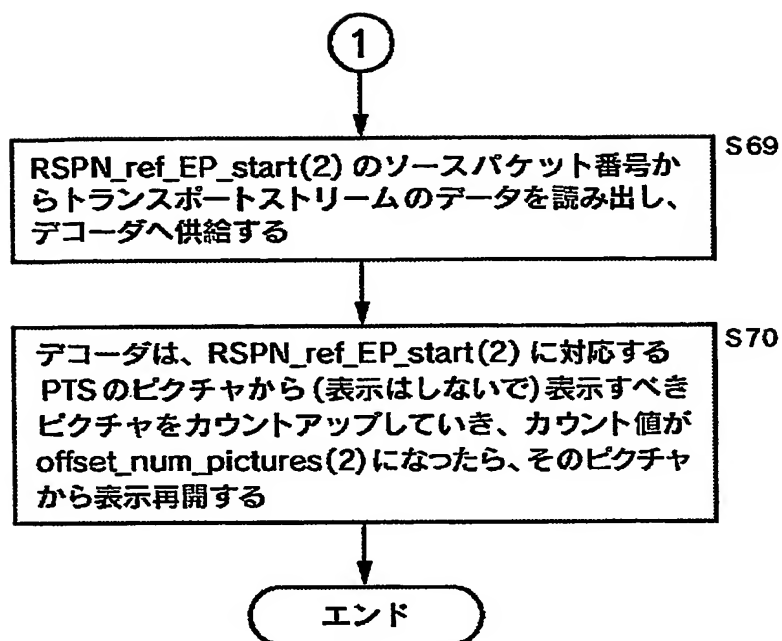 1
RSPN_ref_EP_start(2) のソースパケット番号か
らトランスポートストリームのデータを読み出し、
デコーダへ供給する
S69
デコーダは、RSPN_ref_EP_start(2) に対応する
PTSのピクチャから(表示はしないで)表示すべき
ピクチャをカウントアップしていき、カウント値が
offset_num_pictures(2)になったら、そのピクチャ
から表示再開する
S70
エンド